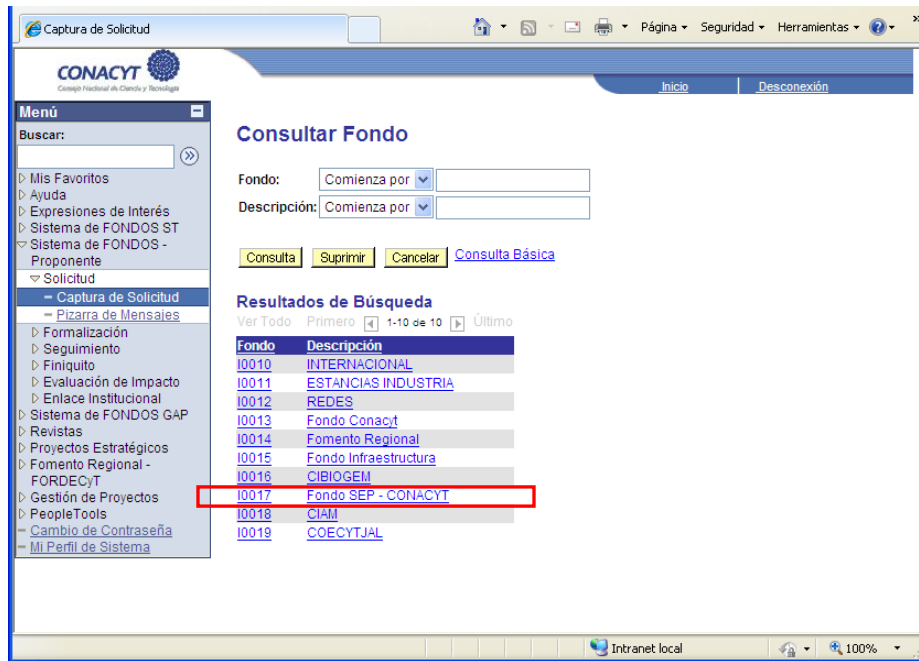 Captura de Solicitud
Página Seguridad Herramientas
CONACYT
Consejo Nacional de Ciencia y Tecnología
Inicio Desconexión
Menú
Buscar:
Mis Favoritos
Ayuda
Expresiones de Interés
Sistema de FONDOS ST
Sistema de FONDOS -
Proponente
Solicitud
Captura de Solicitud
Pizarra de Mensajes
Formalización
Seguimiento
Finiquito
Evaluación de Impacto
Enlace Institucional
Sistema de FONDOS GAP
Revistas
Proyectos Estratégicos
Fomento Regional -
FORDECyT
Gestión de Proyectos
PeopleTools
Cambio de Contraseña
Mi Perfil de Sistema
Consultar Fondo
Fondo: Comienza por
Descripción: Comienza por
Consulta Suprimir Cancelar Consulta Básica
Resultados de Búsqueda
Ver Todo Primero 1-10 de 10 Último
Fondo Descripción
I0010 INTERNACIONAL
I0011 ESTANCIAS INDUSTRIA
I0012 REDES
I0013 Fondo Conacyt
I0014 Fomento Regional
I0015 Fondo Infraestructura
I0016 CIBIOGEM
I0017 Fondo SEP - CONACYT
I0018 CIAM
I0019 COECYTJAL
Intranet local 100%